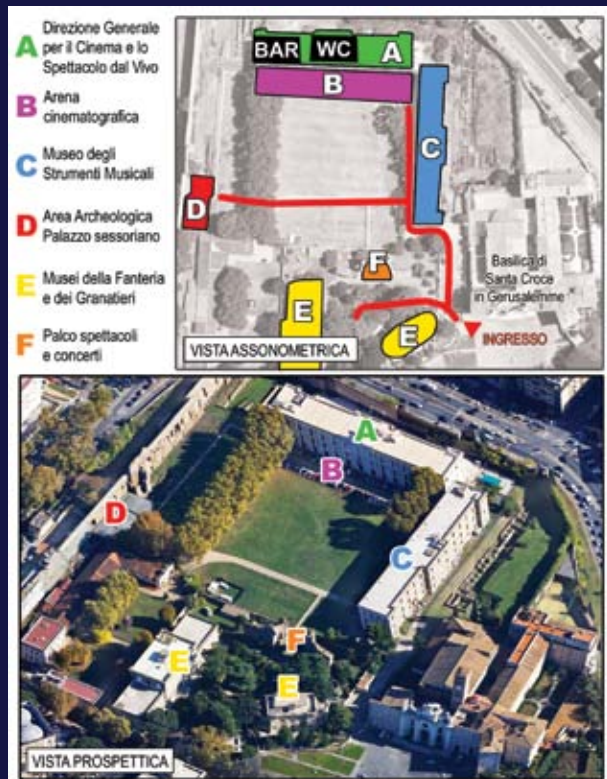 A
Direzione Generale
per il Cinema e lo
Spettacolo dal Vivo
B
Arena
cinematografica
C
Museo degli
Strumenti Musicali
D
Area Archeologica
Palazzo sessoriano
E
Musei della Fanteria
e dei Granatieri
F
Palco spettacoli
e concerti
BAR WC A
B
C
D
F
E
E
Basilica di
Santa Croce
in Gerusalemme
INGRESSO
VISTA ASSONOMETRICA
A
B
D
C
E
F
E
VISTA PROSPETTICA